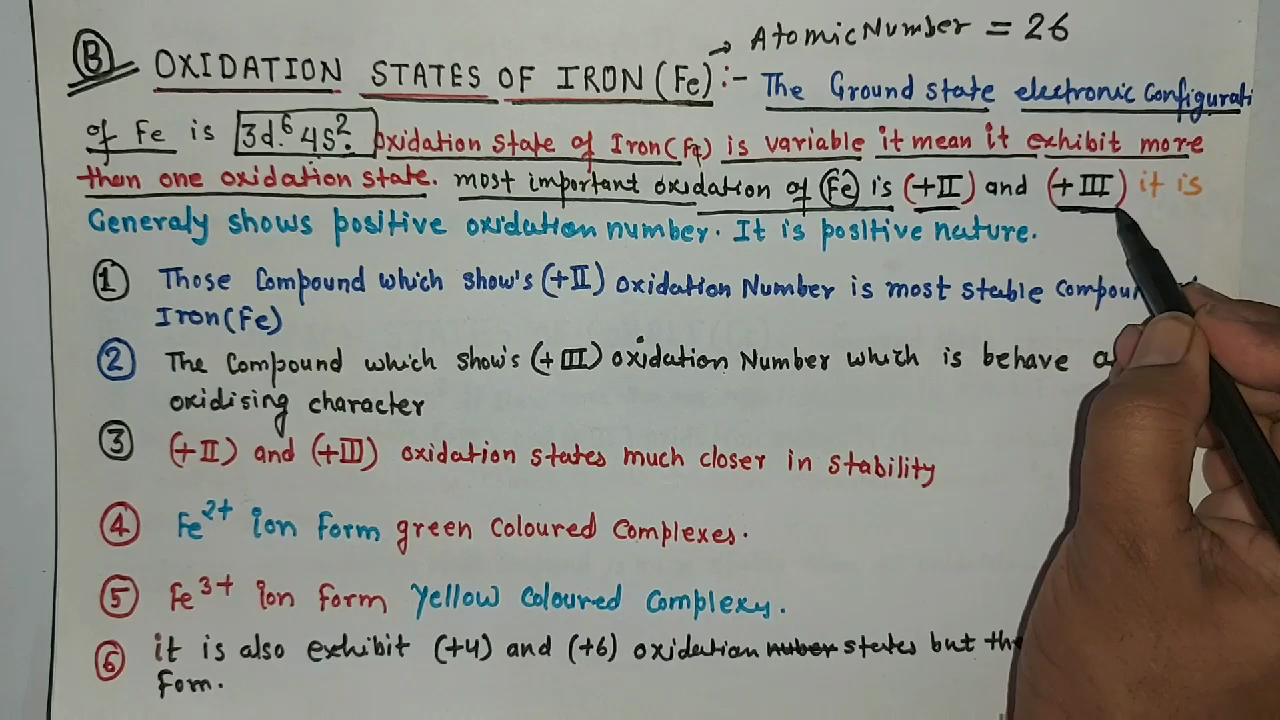 → Atomic Number = 26
(B) OXIDATION STATES OF IRON (Fe) :- The Ground state electronic configurati
of Fe is 3d⁶ 4s². oxidation state of Iron(Fe) is variable it mean it exhibit more
then one oxidation state. most important oxidation of Fe is (+II) and (+III) it is
Generaly shows positive oxidation number. It is positive nature.
① Those Compound which show's (+II) oxidation Number is most stable compoun
Iron(Fe)
② The Compound which show's (+III) oxidation Number which is behave a
oxidising character
③ (+II) and (+III) oxidation states much closer in stability
④ Fe²⁺ ion form green coloured complexes.
⑤ Fe³⁺ ion form yellow coloured complexy.
⑥ it is also exhibit (+4) and (+6) oxidation states but th
Fom.